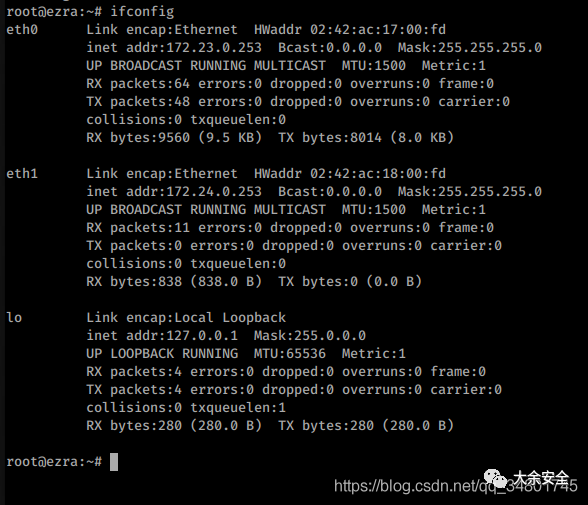 root@ezra:~# ifconfig
eth0      Link encap:Ethernet  HWaddr 02:42:ac:17:00:fd
          inet addr:172.23.0.253  Bcast:0.0.0.0  Mask:255.255.255.0
          UP BROADCAST RUNNING MULTICAST  MTU:1500  Metric:1
          RX packets:64 errors:0 dropped:0 overruns:0 frame:0
          TX packets:48 errors:0 dropped:0 overruns:0 carrier:0
          collisions:0 txqueuelen:0
          RX bytes:9560 (9.5 KB)  TX bytes:8014 (8.0 KB)
eth1      Link encap:Ethernet  HWaddr 02:42:ac:18:00:fd
          inet addr:172.24.0.253  Bcast:0.0.0.0  Mask:255.255.255.0
          UP BROADCAST RUNNING MULTICAST  MTU:1500  Metric:1
          RX packets:11 errors:0 dropped:0 overruns:0 frame:0
          TX packets:0 errors:0 dropped:0 overruns:0 carrier:0
          collisions:0 txqueuelen:0
          RX bytes:838 (838.0 B)  TX bytes:0 (0.0 B)
lo        Link encap:Local Loopback
          inet addr:127.0.0.1  Mask:255.0.0.0
          UP LOOPBACK RUNNING  MTU:65536  Metric:1
          RX packets:4 errors:0 dropped:0 overruns:0 frame:0
          TX packets:4 errors:0 dropped:0 overruns:0 carrier:0
          collisions:0 txqueuelen:1
          RX bytes:280 (280.0 B)  TX bytes:280 (280.0 B)
root@ezra:~#
大余安全
https://blog.csdn.net/qq_34801745